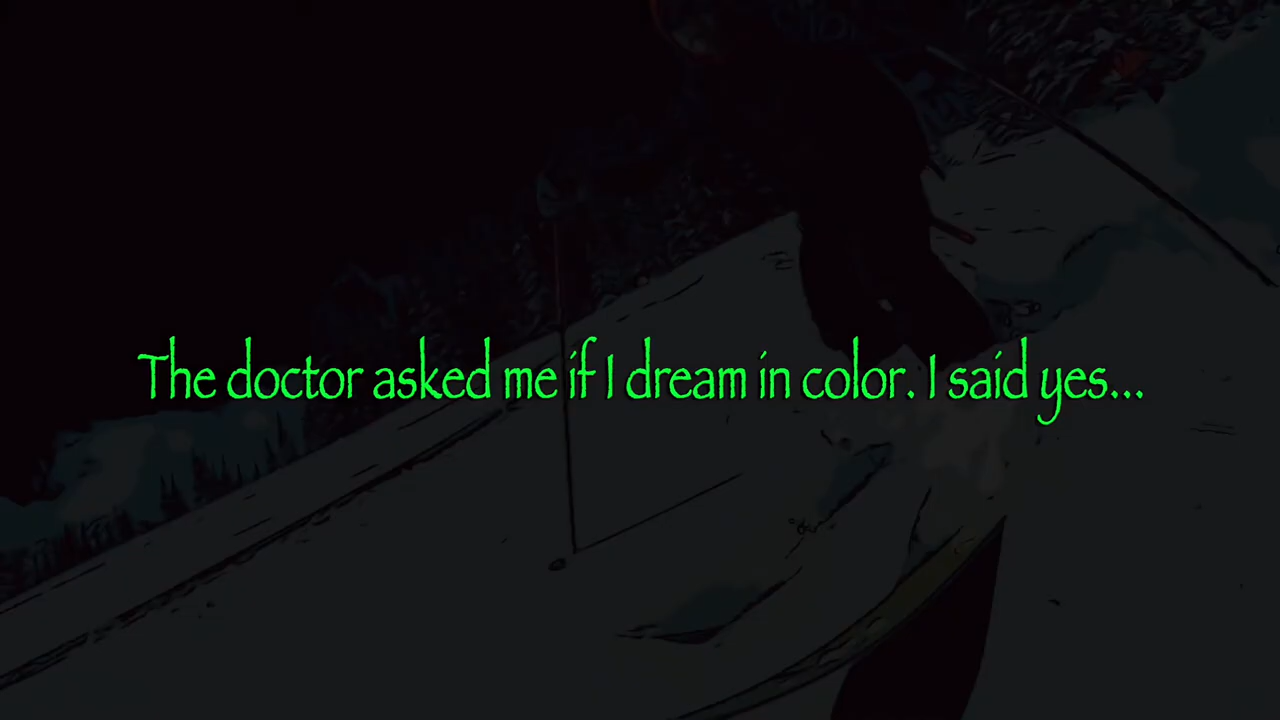 The doctor asked me if I dream in color. I said yes...